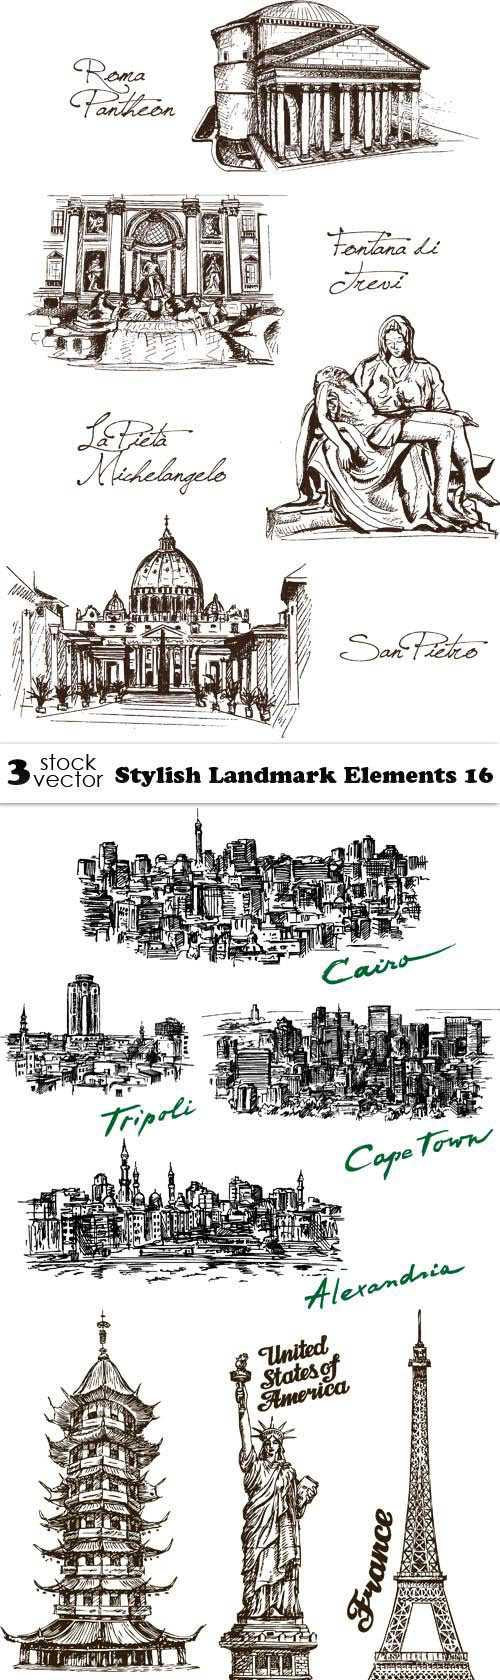 Roma
Pantheon
Fontana di
Trevi
La Pieta
Michelangelo
San Pietro
3 stock
vector
Stylish Landmark Elements 16
Cairo
Tripoli
Cape Town
Alexandria
United
States of
America
France